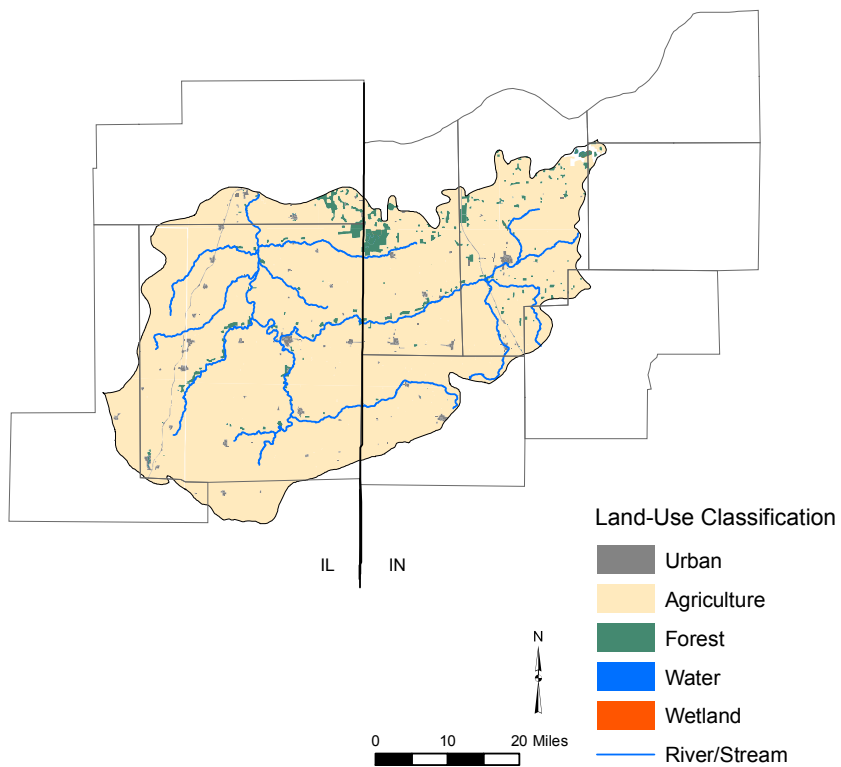 IL IN
Land-Use Classification
Urban
Agriculture
Forest
Water
Wetland
River/Stream
N
0 10 20 Miles